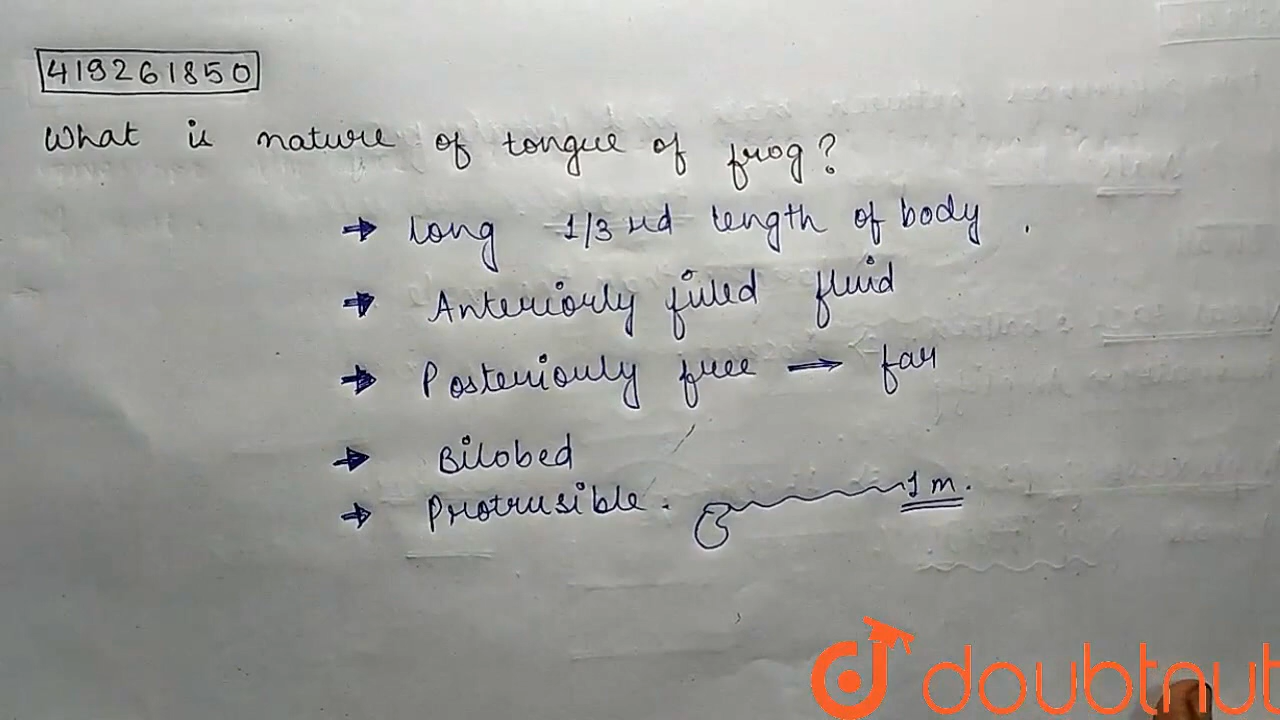 419261850
What is nature of tongue of frog?
→ long 1/3 rd length of body .
→ Anteriorly filled fluid
→ Posteriorly free → far
→ Bilobed
→ Protrusible . 1 m .
doubtnut